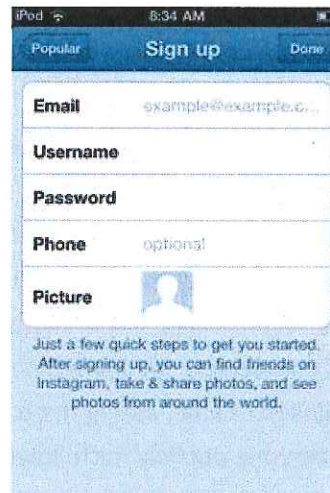 iPod 8:34 AM
Popular Sign up Done
Email example@example.c...
Username
Password
Phone optional
Picture
Just a few quick steps to get you started.
After signing up, you can find friends on
Instagram, take & share photos, and see
photos from around the world.